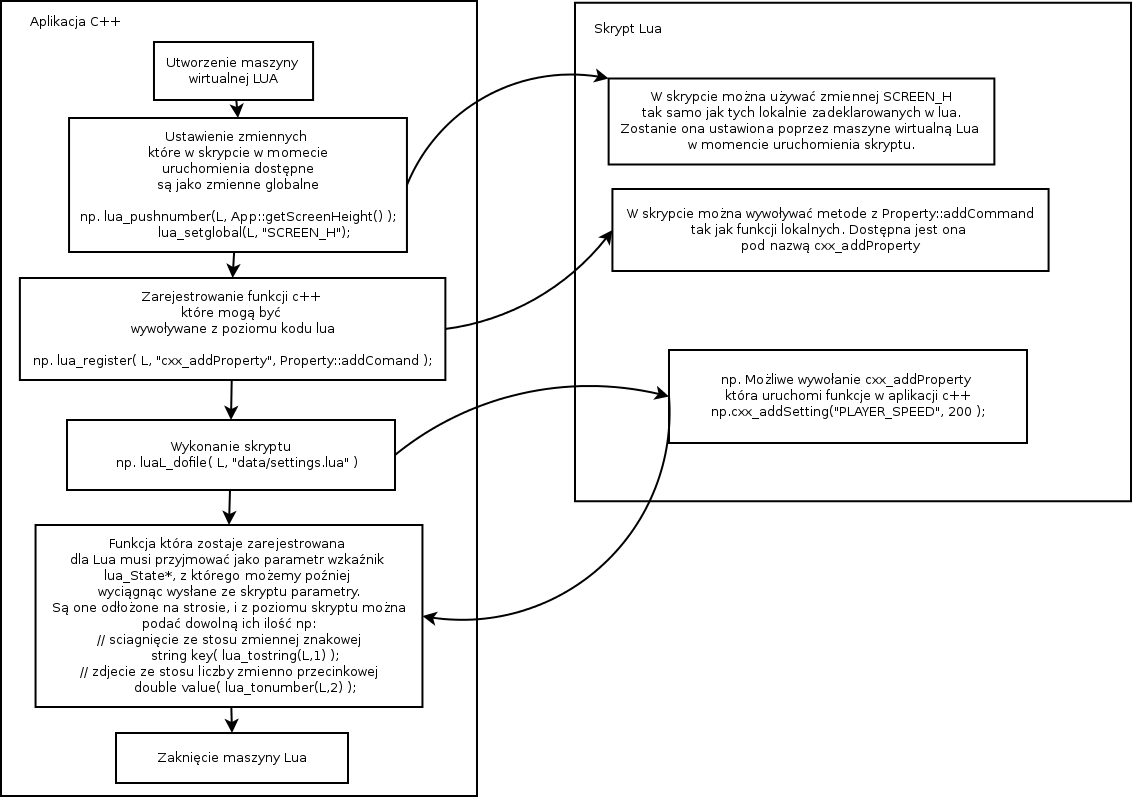 Aplikacja C++
Utworzenie maszyny
wirtualnej LUA
Ustawienie zmiennych
które w skrypcie w momecie
uruchomienia dostępne
są jako zmienne globalne
np. lua_pushnumber(L, App::getScreenHeight() );
lua_setglobal(L, "SCREEN_H");
Zarejestrowanie funkcji c++
które mogą być
wywoływane z poziomu kodu lua
np. lua_register( L, "cxx_addProperty", Property::addComand );
Wykonanie skryptu
np. luaL_dofile( L, "data/settings.lua" )
Funkcja która zostaje zarejestrowana
dla Lua musi przyjmować jako parametr wzkaźnik
lua_State*, z którego możemy poźniej
wyciągnąc wysłane ze skryptu parametry.
Są one odłożone na strosie, i z poziomu skryptu można
podać dowolną ich ilość np:
// sciagnięcie ze stosu zmiennej znakowej
string key( lua_tostring(L,1) );
// zdjecie ze stosu liczby zmienno przecinkowej
double value( lua_tonumber(L,2) );
Zaknięcie maszyny Lua
Skrypt Lua
W skrypcie można używać zmiennej SCREEN_H
tak samo jak tych lokalnie zadeklarowanych w lua.
Zostanie ona ustawiona poprzez maszyne wirtualną Lua
w momencie uruchomienia skryptu.
W skrypcie można wywoływać metode z Property::addCommand
tak jak funkcji lokalnych. Dostępna jest ona
pod nazwą cxx_addProperty
np. Możliwe wywołanie cxx_addProperty
która uruchomi funkcje w aplikacji c++
np.cxx_addSetting("PLAYER_SPEED", 200 );